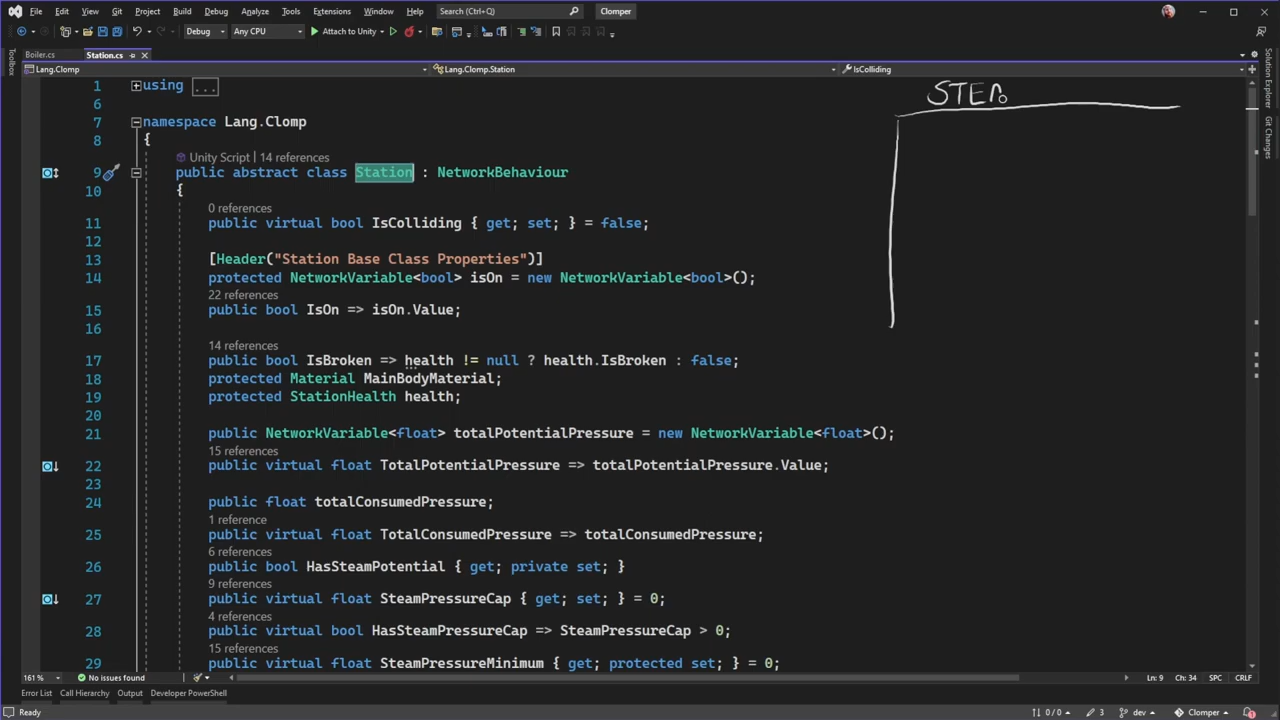 File Edit View Git Project Build Debug Analyze Tools Extensions Window Help Search (Ctrl+Q) Clomper
Debug Any CPU Attach to Unity
Boiler.cs Station.cs
Lang.Clomp Lang.Clomp.Station IsColliding
Toolbox
Solution Explorer
Git Changes
STEA
1 using ...
6
7 namespace Lang.Clomp
8 {
Unity Script | 14 references
9 public abstract class Station : NetworkBehaviour
10 {
0 references
11 public virtual bool IsColliding { get; set; } = false;
12
13 [Header("Station Base Class Properties")]
14 protected NetworkVariable<bool> isOn = new NetworkVariable<bool>();
22 references
15 public bool IsOn => isOn.Value;
16
14 references
17 public bool IsBroken => health != null ? health.IsBroken : false;
18 protected Material MainBodyMaterial;
19 protected StationHealth health;
20
21 public NetworkVariable<float> totalPotentialPressure = new NetworkVariable<float>();
15 references
22 public virtual float TotalPotentialPressure => totalPotentialPressure.Value;
23
24 public float totalConsumedPressure;
1 reference
25 public virtual float TotalConsumedPressure => totalConsumedPressure;
6 references
26 public bool HasSteamPotential { get; private set; }
9 references
27 public virtual float SteamPressureCap { get; set; } = 0;
4 references
28 public virtual bool HasSteamPressureCap => SteamPressureCap > 0;
15 references
29 public virtual float SteamPressureMinimum { get; protected set; } = 0;
161 % No issues found Ln: 9 Ch: 34 SPC CRLF
Error List Call Hierarchy Output Developer PowerShell
Ready 0 / 0 3 dev Clomper 1